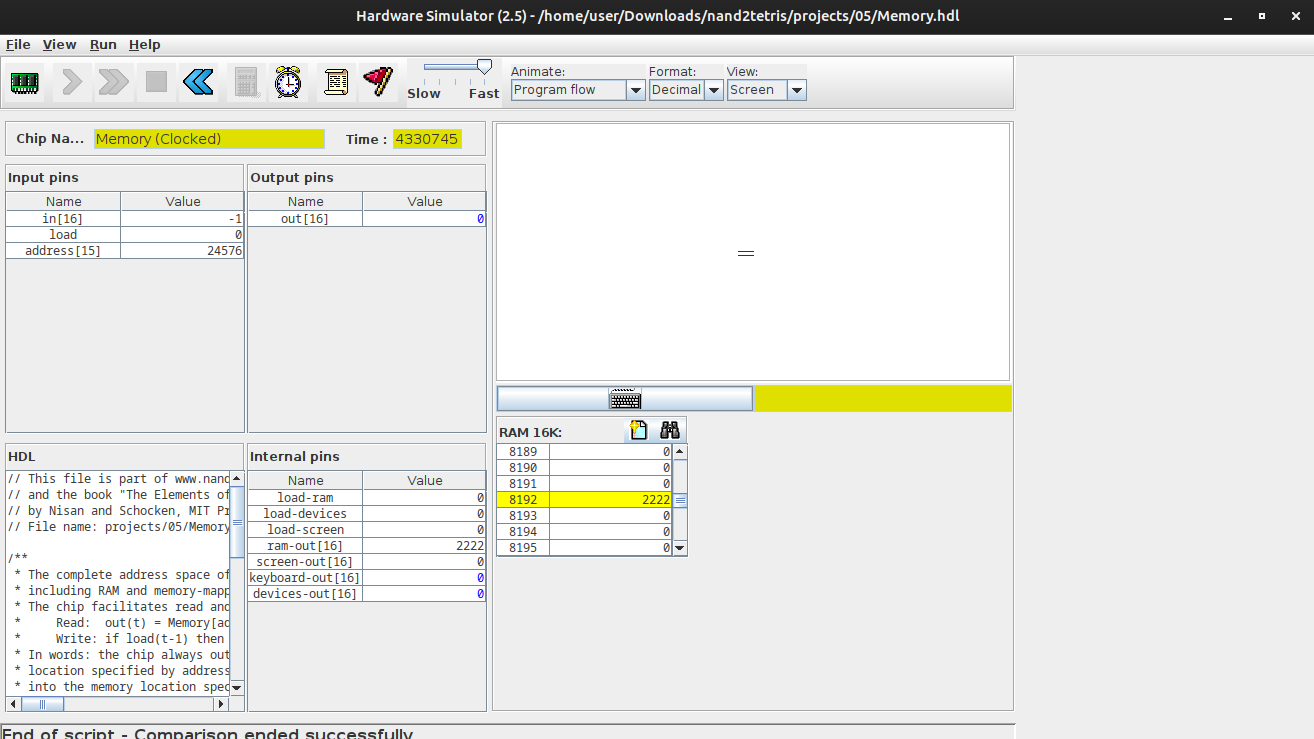 Hardware Simulator (2.5) - /home/user/Downloads/nand2tetris/projects/05/Memory.hdl
File View Run Help
Slow Fast
Animate: Format: View:
Program flow Decimal Screen
Chip Na... Memory (Clocked) Time : 4330745
Input pins
Name Value
in[16] -1
load 0
address[15] 24576
Output pins
Name Value
out[16] 0
HDL
// This file is part of www.nand
// and the book "The Elements of
// by Nisan and Schocken, MIT Pr
// File name: projects/05/Memory
/**
* The complete address space of
* including RAM and memory-mapp
* The chip facilitates read and
* Read: out(t) = Memory[ad
* Write: if load(t-1) then
* In words: the chip always out
* location specified by address
* into the memory location spec
Internal pins
Name Value
load-ram 0
load-devices 0
load-screen 0
ram-out[16] 2222
screen-out[16] 0
keyboard-out[16] 0
devices-out[16] 0
RAM 16K:
8189 0
8190 0
8191 0
8192 2222
8193 0
8194 0
8195 0
End of script - Comparison ended successfully